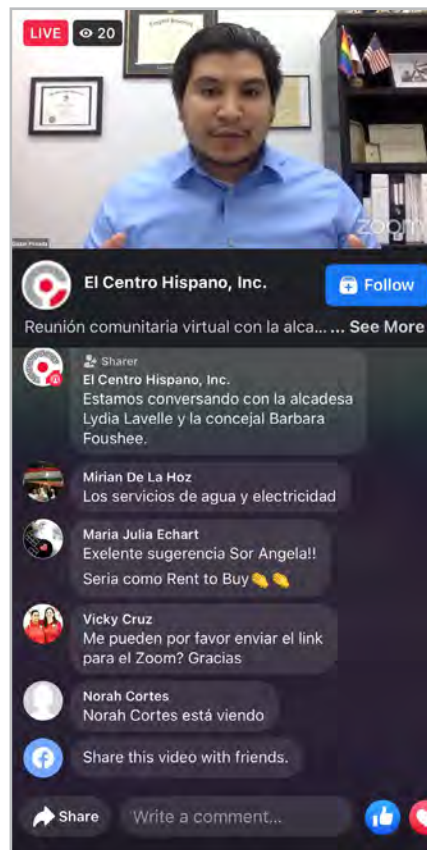 LIVE 20
zoom
El Centro Hispano, Inc.
Follow
Reunión comunitaria virtual con la alca... ... See More
Sharer
El Centro Hispano, Inc.
Estamos conversando con la alcadesa
Lydia Lavelle y la concejal Barbara
Foushee.
Mirian De La Hoz
Los servicios de agua y electricidad
Maria Julia Echart
Exelente sugerencia Sor Angela!!
Seria como Rent to Buy👏👏
Vicky Cruz
Me pueden por favor enviar el link
para el Zoom? Gracias
Norah Cortes
Norah Cortes está viendo
Share this video with friends.
Share
Write a comment...